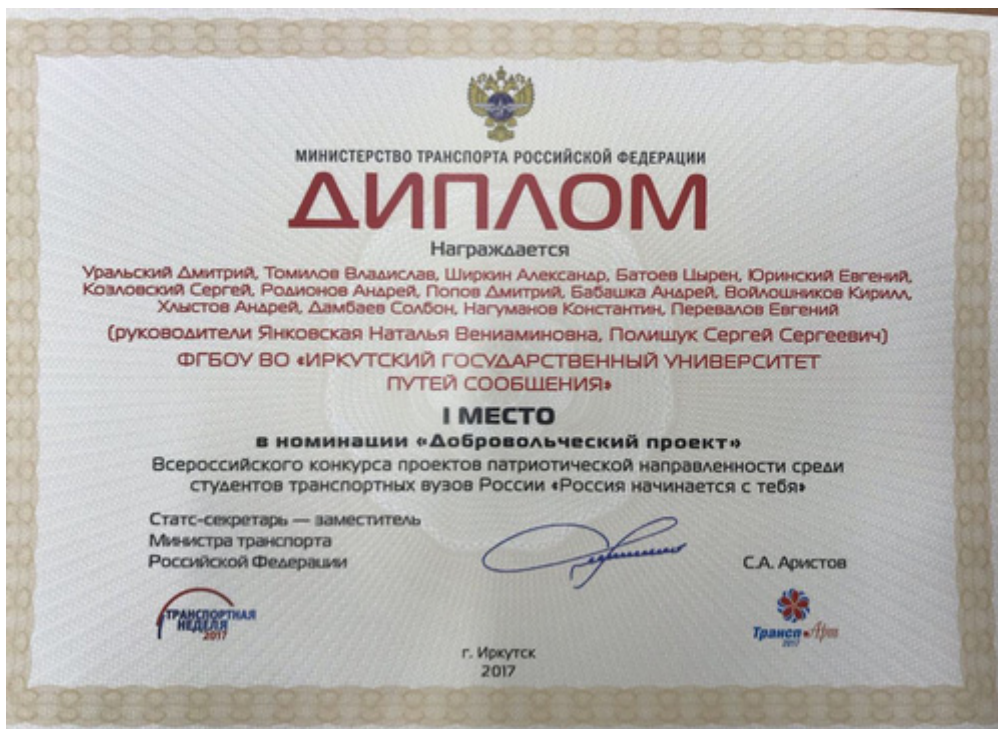 МИНИСТЕРСТВО ТРАНСПОРТА РОССИЙСКОЙ ФЕДЕРАЦИИ
ДИПЛОМ
Награждается
Уральский Дмитрий, Томилов Владислав, Ширкин Александр, Батоев Цырен, Юринский Евгений,
Козловский Сергей, Родионов Андрей, Попов Дмитрий, Бабашка Андрей, Войлошников Кирилл,
Хлыстов Андрей, Дамбаев Солбон, Нагуманов Константин, Перевалов Евгений
(руководители Янковская Наталья Вениаминовна, Полищук Сергей Сергеевич)
ФГБОУ ВО «ИРКУТСКИЙ ГОСУДАРСТВЕННЫЙ УНИВЕРСИТЕТ
ПУТЕЙ СООБЩЕНИЯ»
I МЕСТО
в номинации «Добровольческий проект»
Всероссийского конкурса проектов патриотической направленности среди
студентов транспортных вузов России «Россия начинается с тебя»
Статс-секретарь — заместитель
Министра транспорта
Российской Федерации
С.А. Аристов
ТРАНСПОРТНАЯ
НЕДЕЛЯ
2017
Трансп Арт
2017
г. Иркутск
2017